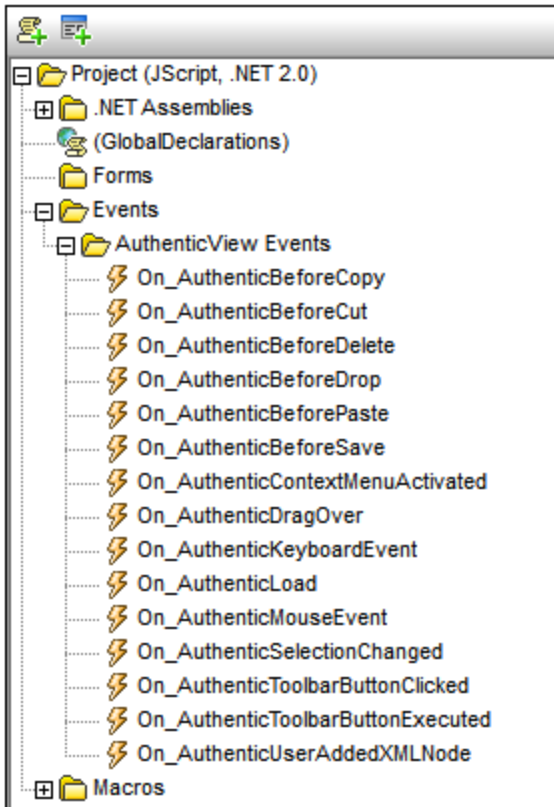 Project (JScript, .NET 2.0)
.NET Assemblies
(GlobalDeclarations)
Forms
Events
AuthenticView Events
On_AuthenticBeforeCopy
On_AuthenticBeforeCut
On_AuthenticBeforeDelete
On_AuthenticBeforeDrop
On_AuthenticBeforePaste
On_AuthenticBeforeSave
On_AuthenticContextMenuActivated
On_AuthenticDragOver
On_AuthenticKeyboardEvent
On_AuthenticLoad
On_AuthenticMouseEvent
On_AuthenticSelectionChanged
On_AuthenticToolbarButtonClicked
On_AuthenticToolbarButtonExecuted
On_AuthenticUserAddedXMLNode
Macros